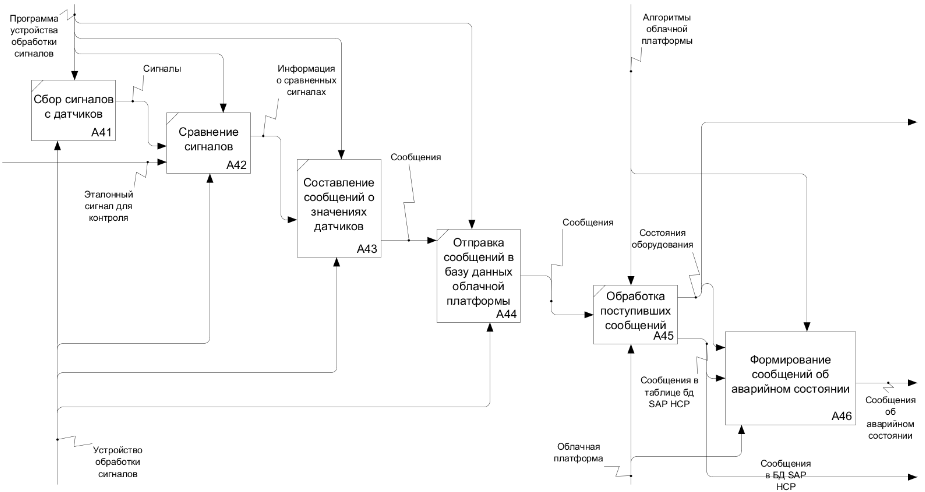 Программа
устройства
обработки
сигналов
Сигналы
Сбор сигналов
с датчиков
A41
Информация
о сравненных
сигналах
Сравнение
сигналов
A42
Эталонный
сигнал для
контроля
Составление
сообщений о
значениях
датчиков
A43
Сообщения
Отправка
сообщений в
базу данных
облачной
платформы
A44
Сообщения
Алгоритмы
облачной
платформы
Состояния
оборудования
Обработка
поступивших
сообщений
A45
Сообщения в
таблице бд
SAP HCP
Формирование
сообщений об
аварийном состоянии
A46
Сообщения
об
аварийном
состоянии
Устройство
обработки
сигналов
Облачная
платформа
Сообщения
в БД SAP
HCP